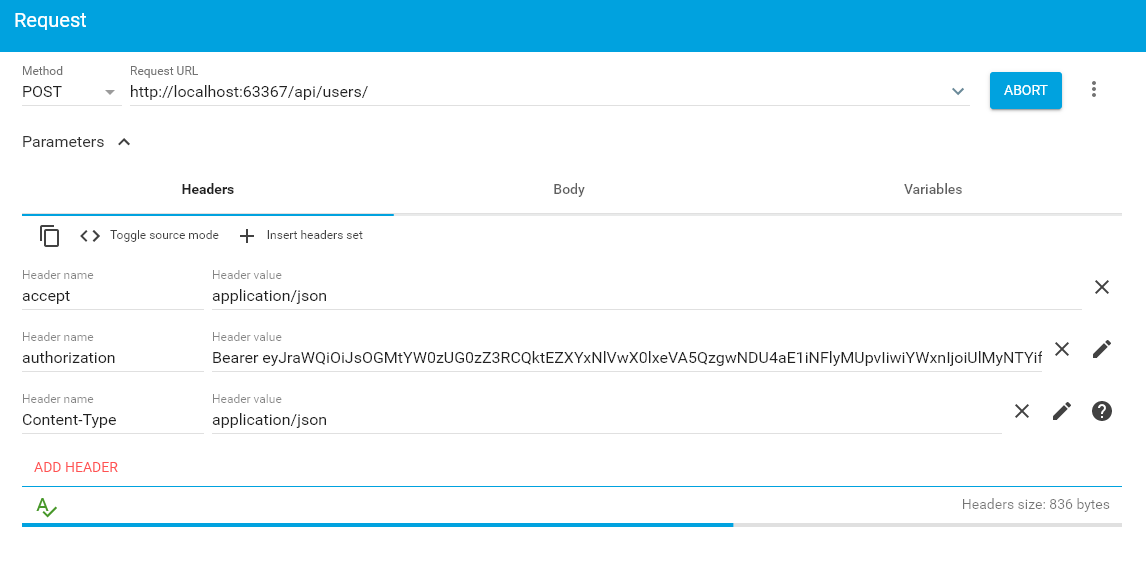 Request
Method
POST
Request URL
http://localhost:63367/api/users/
ABORT
Parameters
Headers
Body
Variables
Toggle source mode
Insert headers set
Header name
accept
Header value
application/json
Header name
authorization
Header value
Bearer eyJraWQiOiJsOGMtYW0zUG0zZ3RCQktEZXYxNlVwX0lxeVA5QzgwNDU4aE1iNFlyMUpvIiwiYWxnIjoiUlMyNTYif
Header name
Content-Type
Header value
application/json
ADD HEADER
Headers size: 836 bytes